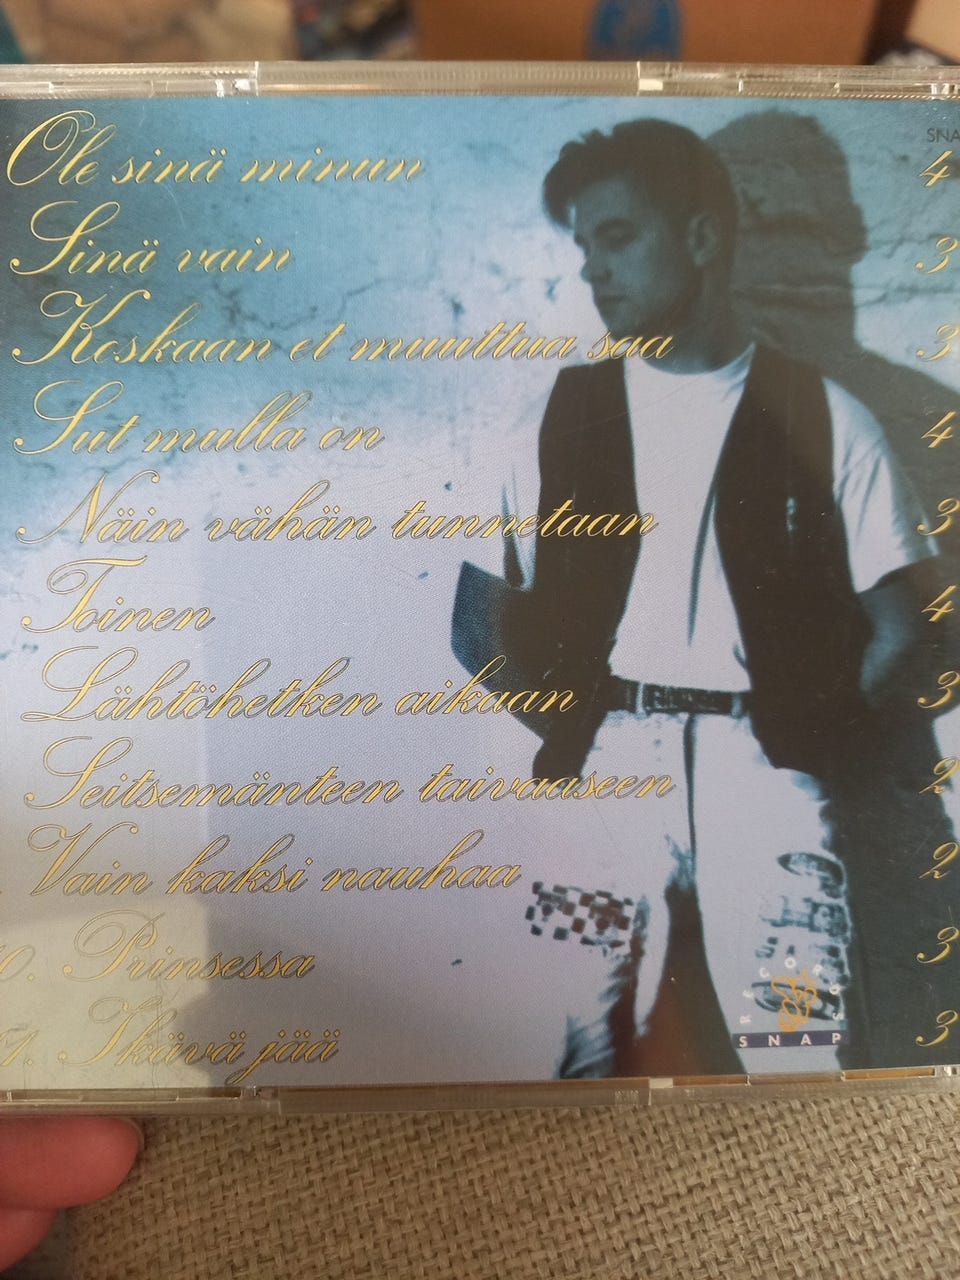 SNA
Ole sinä minun 4
Sinä vain 3
Koskaan et muuttua saa 3
Sut mulla on 4
Näin vähän tunnetaan 3
Toinen 4
Lähtöhetken aikaan 3
Seitsemänteen taivaaseen 2
Vain kaksi nauhaa 2
10. Prinsessa 3
11. Ikävä jää 3
RECORDS
SNAP